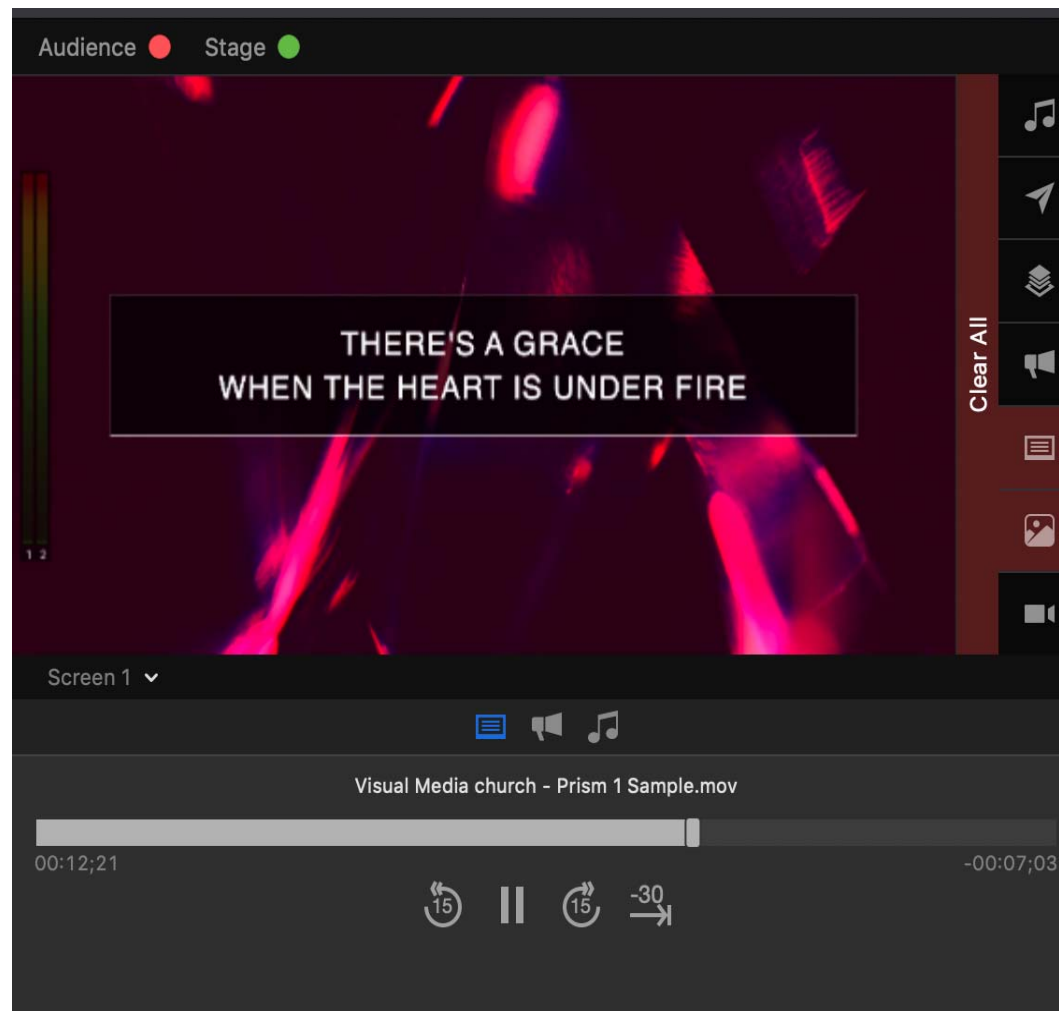 Audience Stage
THERE'S A GRACE
WHEN THE HEART IS UNDER FIRE
Clear All
1 2
Screen 1
Visual Media church - Prism 1 Sample.mov
00:12;21 -00:07;03
15 15 -30